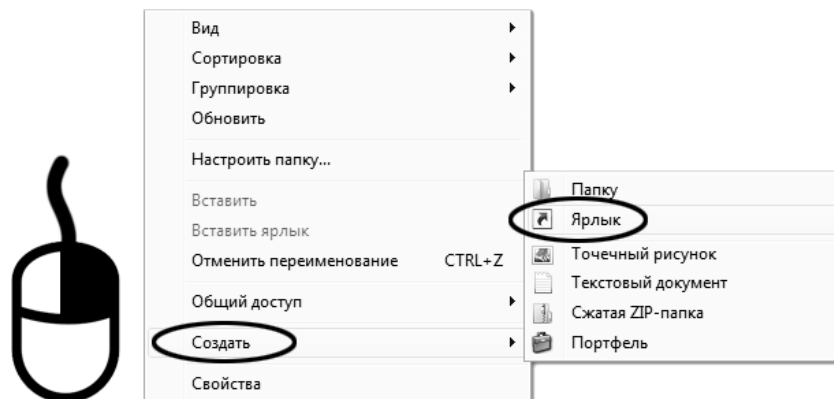 Вид
Сортировка
Группировка
Обновить
Настроить папку...
Вставить
Вставить ярлык
Отменить переименование CTRL+Z
Общий доступ
Создать
Свойства
Папку
Ярлык
Точечный рисунок
Текстовый документ
Сжатая ZIP-папка
Портфель